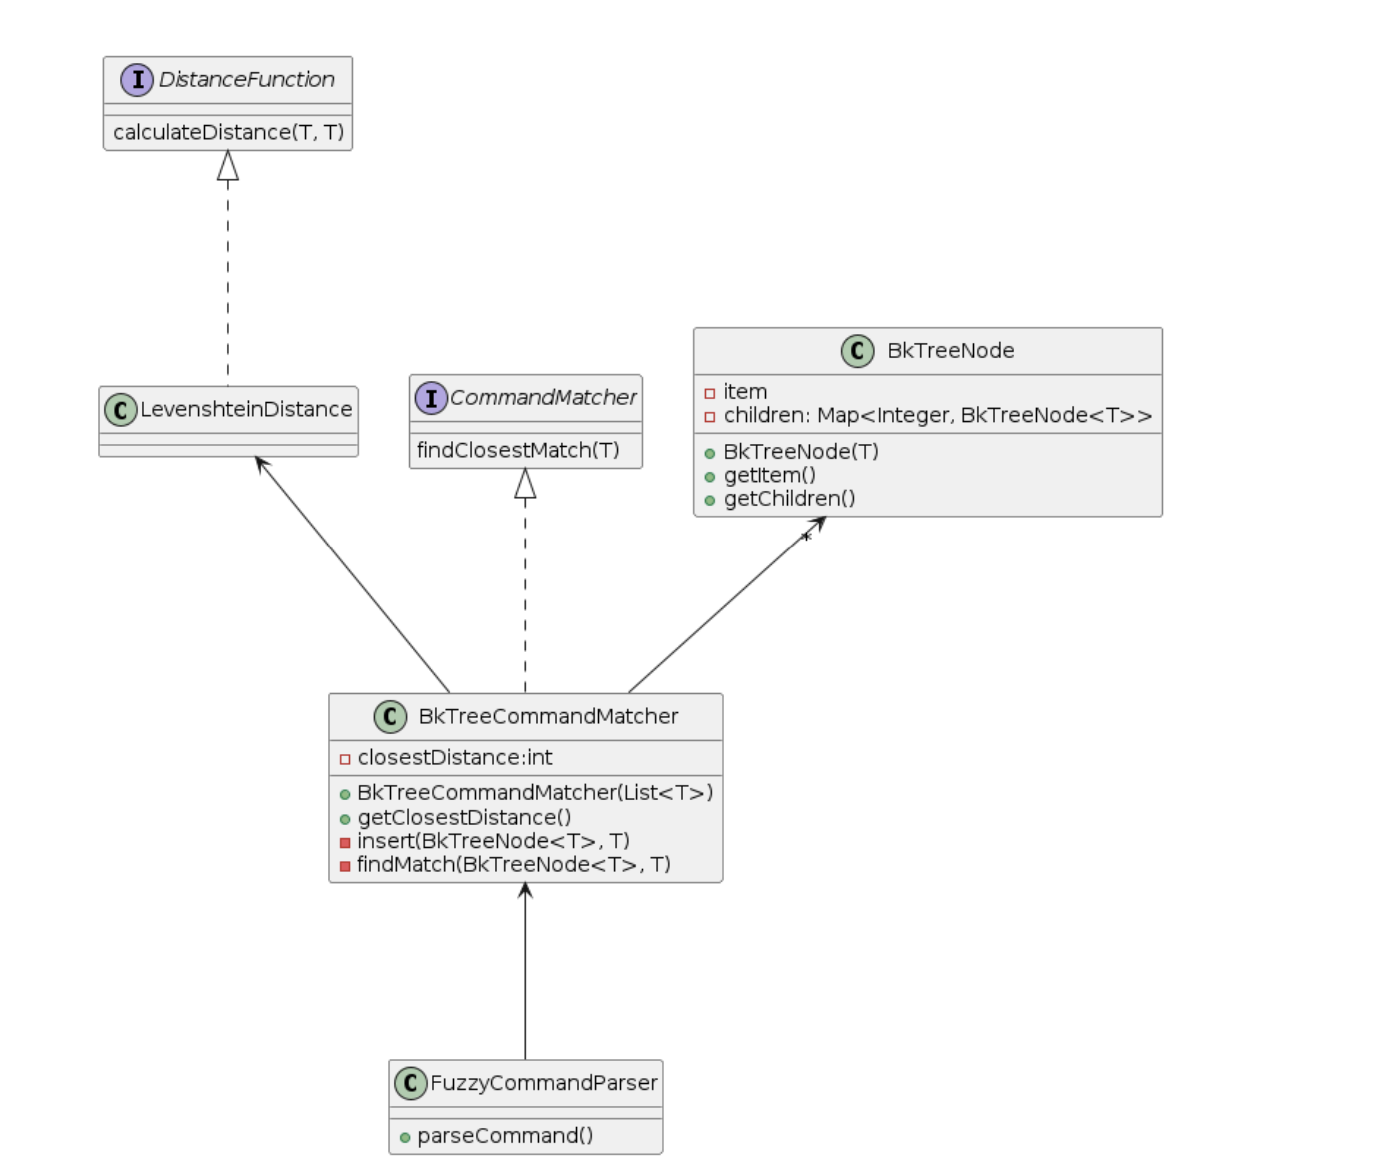 I DistanceFunction
calculateDistance(T, T)
C LevenshteinDistance
I CommandMatcher
findClosestMatch(T)
C BkTreeNode
item
children: Map<Integer, BkTreeNode<T>>
BkTreeNode(T)
getItem()
getChildren()
*
C BkTreeCommandMatcher
closestDistance:int
BkTreeCommandMatcher(List<T>)
getClosestDistance()
insert(BkTreeNode<T>, T)
findMatch(BkTreeNode<T>, T)
C FuzzyCommandParser
parseCommand()